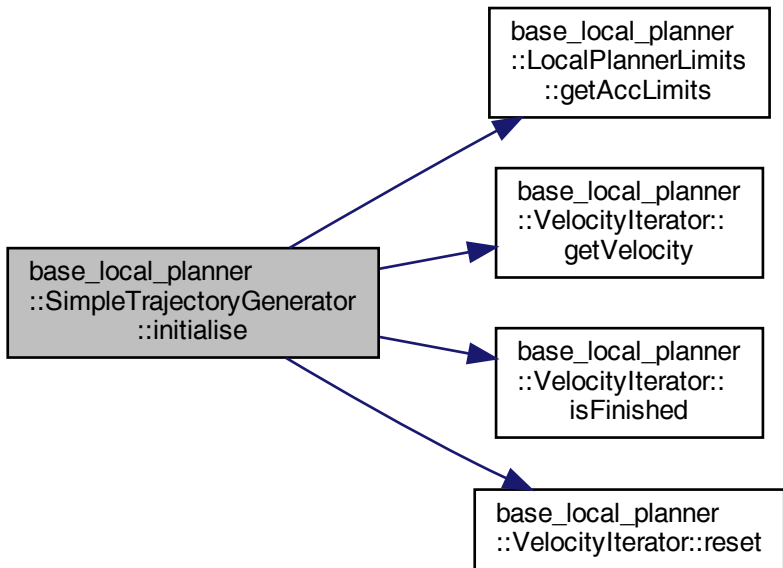 base_local_planner
::LocalPlannerLimits
::getAccLimits
base_local_planner
::VelocityIterator::
getVelocity
base_local_planner
::SimpleTrajectoryGenerator
::initialise
base_local_planner
::VelocityIterator::
isFinished
base_local_planner
::VelocityIterator::reset